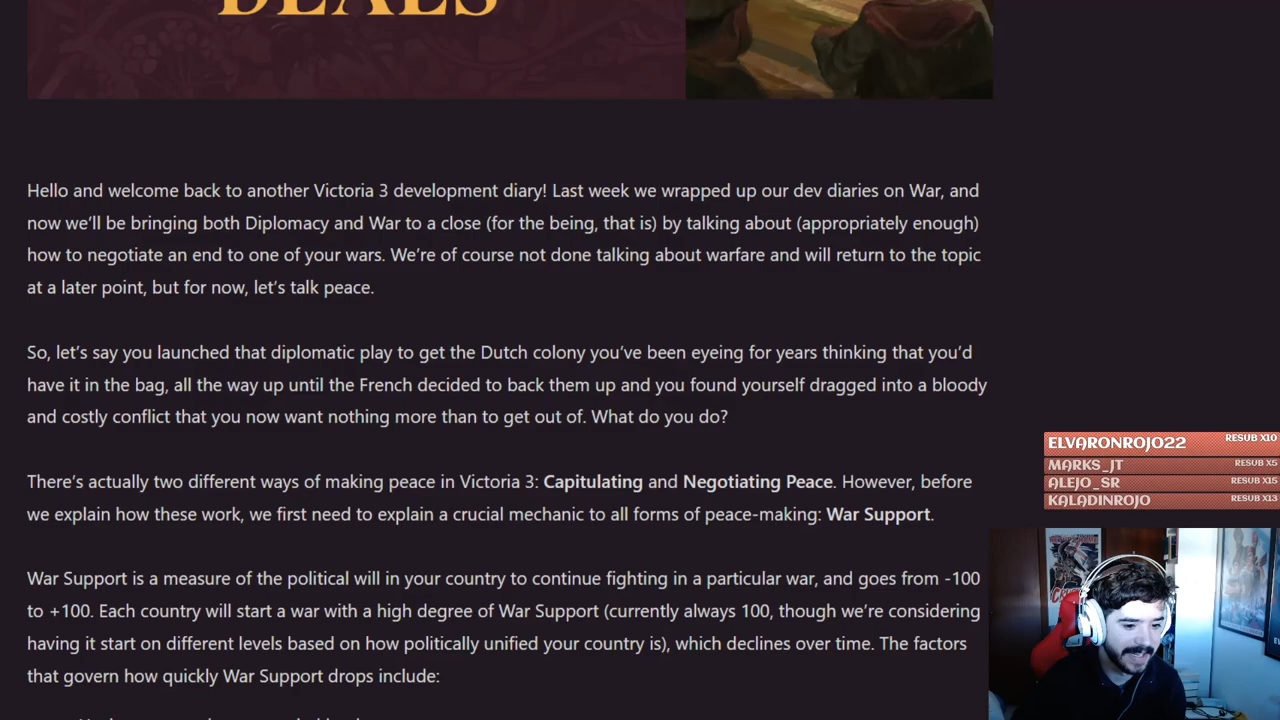 DEALS
Hello and welcome back to another Victoria 3 development diary! Last week we wrapped up our dev diaries on War, and
now we’ll be bringing both Diplomacy and War to a close (for the being, that is) by talking about (appropriately enough)
how to negotiate an end to one of your wars. We’re of course not done talking about warfare and will return to the topic
at a later point, but for now, let’s talk peace.
So, let’s say you launched that diplomatic play to get the Dutch colony you’ve been eyeing for years thinking that you’d
have it in the bag, all the way up until the French decided to back them up and you found yourself dragged into a bloody
and costly conflict that you now want nothing more than to get out of. What do you do?
There’s actually two different ways of making peace in Victoria 3: Capitulating and Negotiating Peace. However, before
we explain how these work, we first need to explain a crucial mechanic to all forms of peace-making: War Support.
War Support is a measure of the political will in your country to continue fighting in a particular war, and goes from -100
to +100. Each country will start a war with a high degree of War Support (currently always 100, though we’re considering
having it start on different levels based on how politically unified your country is), which declines over time. The factors
that govern how quickly War Support drops include:
ELVARONROJO22 RESUB X10
MARKS_JT RESUB X5
ALEJO_SR RESUB X15
KALADINROJO RESUB X13